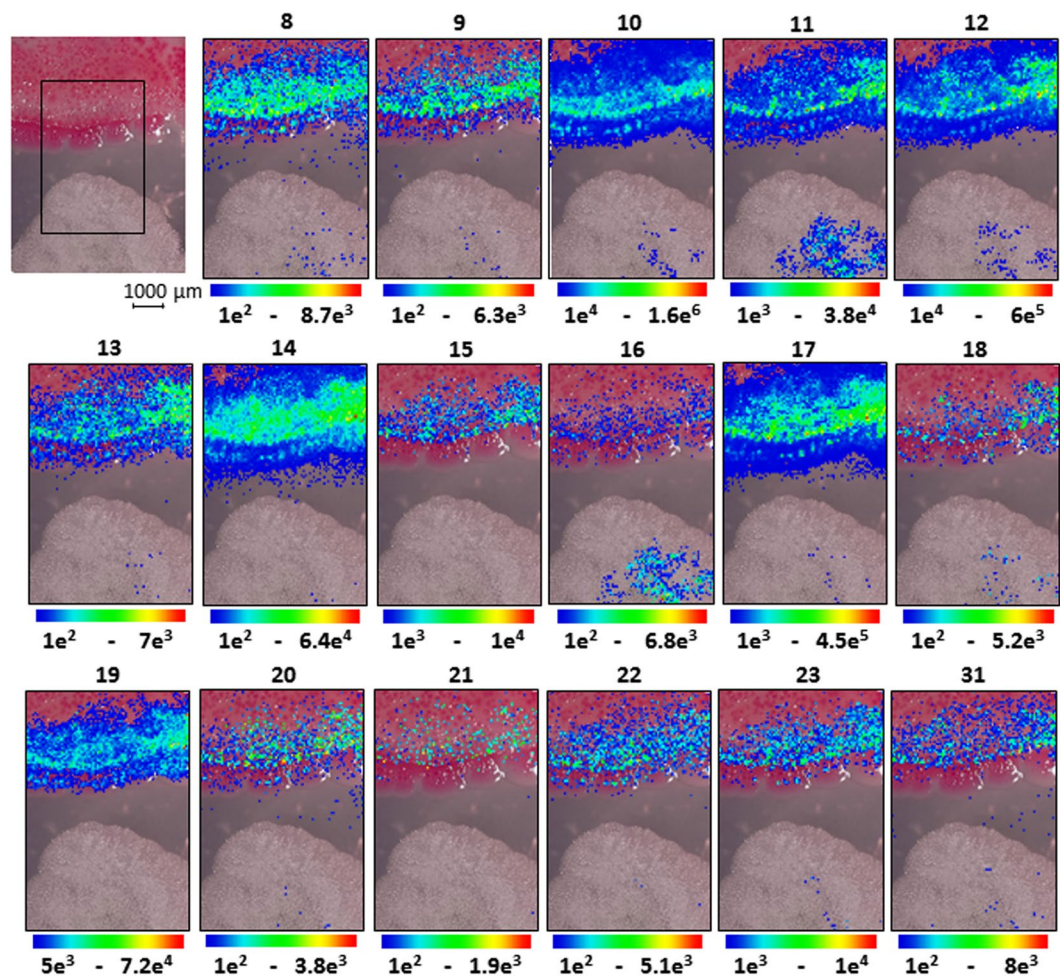 8 9 10 11 12
1000 µm
1e² - 8.7e³ 1e² - 6.3e³ 1e⁴ - 1.6e⁶ 1e³ - 3.8e⁴ 1e⁴ - 6e⁵
13 14 15 16 17 18
1e² - 7e³ 1e² - 6.4e⁴ 1e³ - 1e⁴ 1e² - 6.8e³ 1e³ - 4.5e⁵ 1e² - 5.2e³
19 20 21 22 23 31
5e³ - 7.2e⁴ 1e² - 3.8e³ 1e² - 1.9e³ 1e² - 5.1e³ 1e³ - 1e⁴ 1e² - 8e³